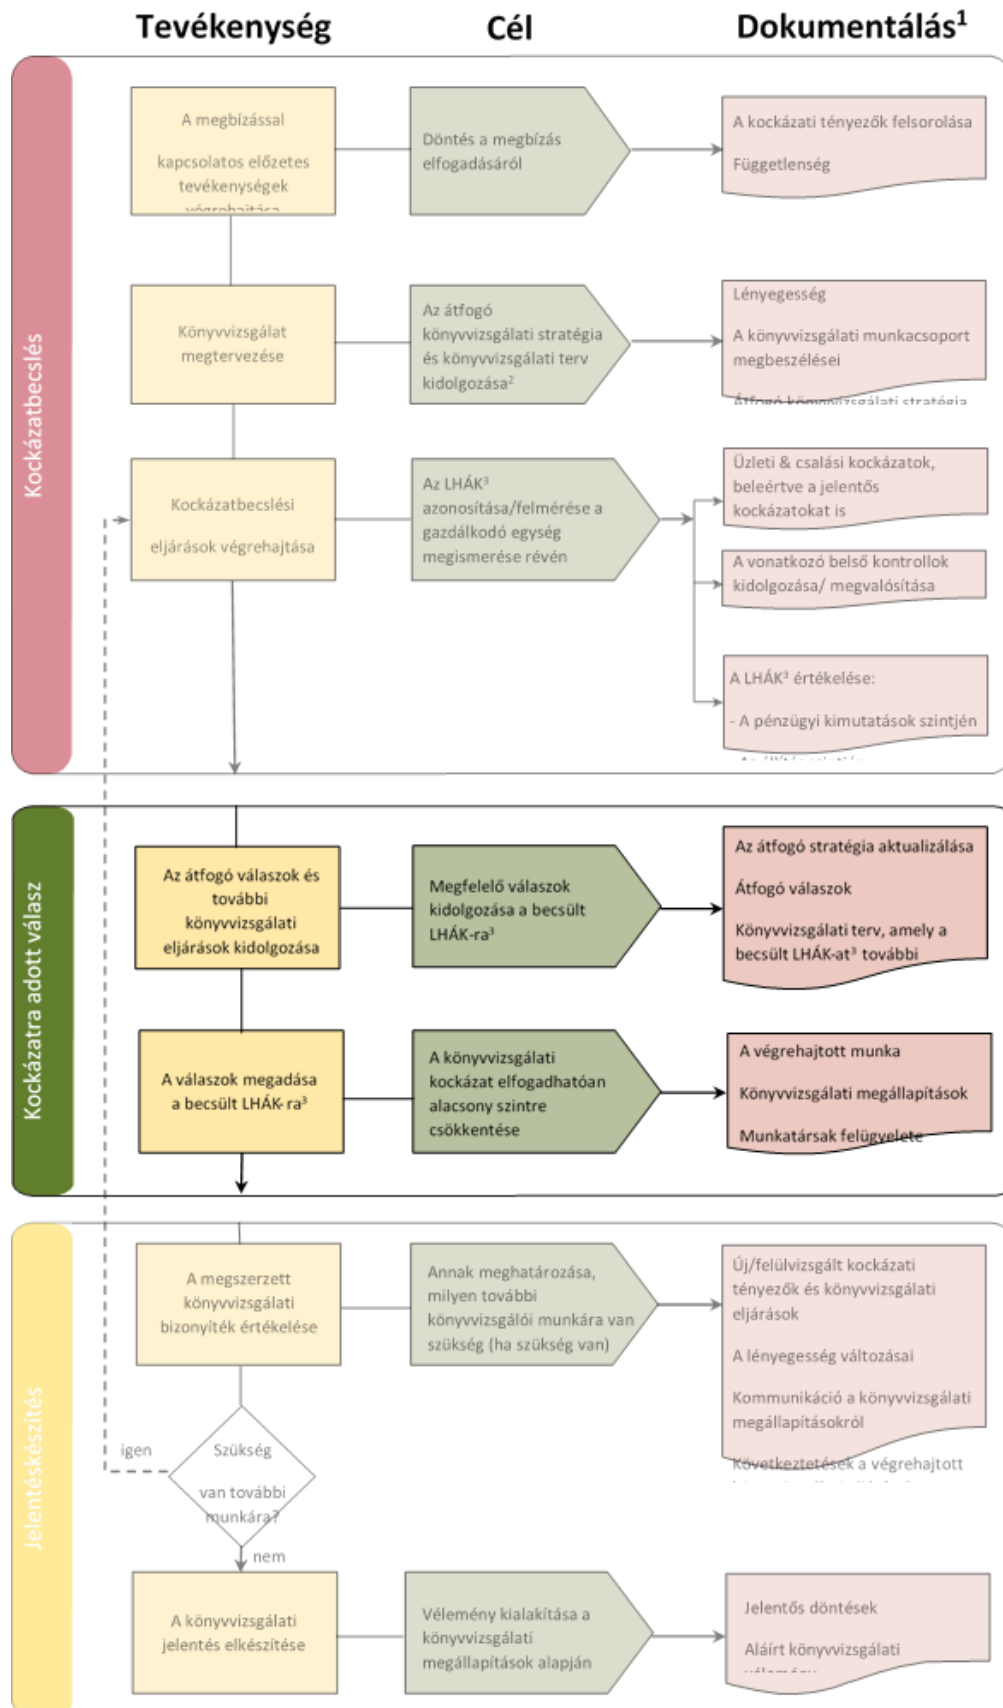 Tevékenység
Cél
Dokumentálás¹
Kockázatbecslés
A megbízással
kapcsolatos előzetes
tevékenységek
végrehajtása
Döntés a megbízás
elfogadásáról
A kockázati tényezők felsorolása
Függetlenség
Könyvvizsgálat
megtervezése
Az átfogó
könyvvizsgálati stratégia
és könyvvizsgálati terv
kidolgozása²
Lényegesség
A könyvvizsgálati munkacsoport
megbeszélései
Átfogó könyvvizsgálati stratégia
Kockázatbecslési
eljárások végrehajtása
Az LHÁK³
azonosítása/felmérése a
gazdálkodó egység
megismerése révén
Üzleti & csalási kockázatok,
beleértve a jelentős
kockázatokat is
A vonatkozó belső kontrollok
kidolgozása/ megvalósítása
A LHÁK³ értékelése:
- A pénzügyi kimutatások szintjén
Kockázatra adott válasz
Az átfogó válaszok és
további
könyvvizsgálati
eljárások kidolgozása
Megfelelő válaszok
kidolgozása a becsült
LHÁK-ra³
Az átfogó stratégia aktualizálása
Átfogó válaszok
Könyvvizsgálati terv, amely a
becsült LHÁK-at³ további
A válaszok megadása
a becsült LHÁK- ra³
A könyvvizsgálati
kockázat elfogadhatóan
alacsony szintre
csökkentése
A végrehajtott munka
Könyvvizsgálati megállapítások
Munkatársak felügyelete
Jelentéskészítés
A megszerzett
könyvvizsgálati
bizonyíték értékelése
Annak meghatározása,
milyen további
könyvvizsgálói munkára van
szükség (ha szükség van)
Új/felülvizsgált kockázati
tényezők és könyvvizsgálati
eljárások
A lényegesség változásai
Kommunikáció a könyvvizsgálati
megállapításokról
Következtetések a végrehajtott
igen
Szükség
van további
munkára?
nem
A könyvvizsgálati
jelentés elkészítése
Vélemény kialakítása a
könyvvizsgálati
megállapítások alapján
Jelentős döntések
Aláírt könyvvizsgálati